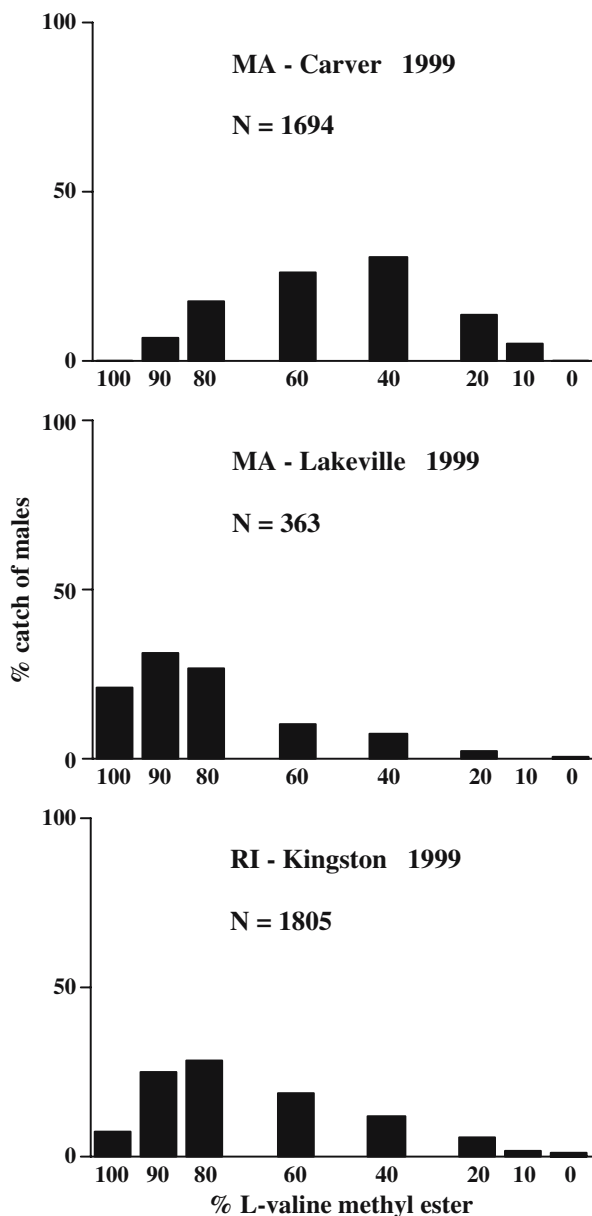 100
MA - Carver 1999
N = 1694
50
0
100 90 80 60 40 20 10 0
100
MA - Lakeville 1999
N = 363
% catch of males
50
0
100 90 80 60 40 20 10 0
100
RI - Kingston 1999
N = 1805
50
0
100 90 80 60 40 20 10 0
% L-valine methyl ester